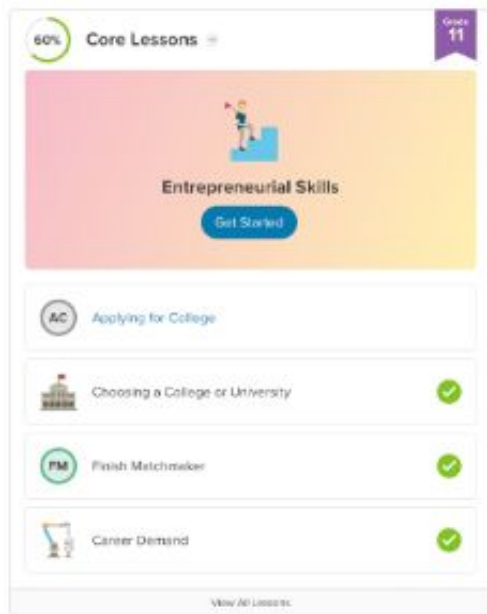 60%
Core Lessons
Grade
11
Entrepreneurial Skills
Get Started
AC
Applying for College
Choosing a College or University
FM
Finish Matchmaker
Career Demand
View All Lessons